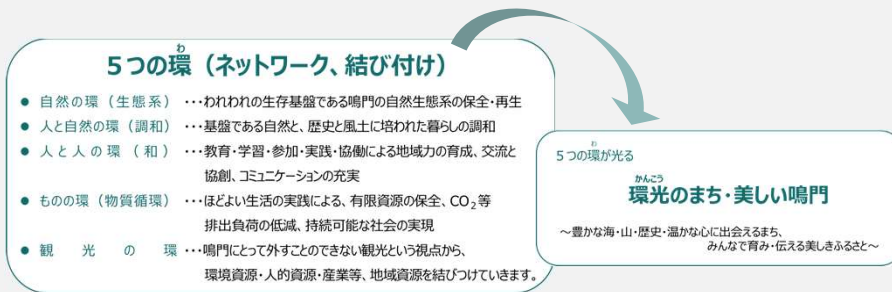 5つの環（ネットワーク、結び付け）
わ
● 自然の環（生態系） ・・・われわれの生存基盤である鳴門の自然生態系の保全・再生
● 人と自然の環（調和） ・・・基盤である自然と、歴史と風土に培われた暮らしの調和
● 人と人の環（和） ・・・教育・学習・参加・実践・協働による地域力の育成、交流と
協創、コミュニケーションの充実
● ものの環（物質循環） ・・・ほどよい生活の実践による、有限資源の保全、CO₂等
排出負荷の低減、持続可能な社会の実現
● 観光の環 ・・・鳴門にとって外すことのできない観光という視点から、
環境資源・人的資源・産業等、地域資源を結びつけていきます。
わ
5つの環が光る
かんこう
環光のまち・美しい鳴門
～豊かな海・山・歴史・温かな心に出会えるまち、
みんなで育み・伝える美しきふるさと～